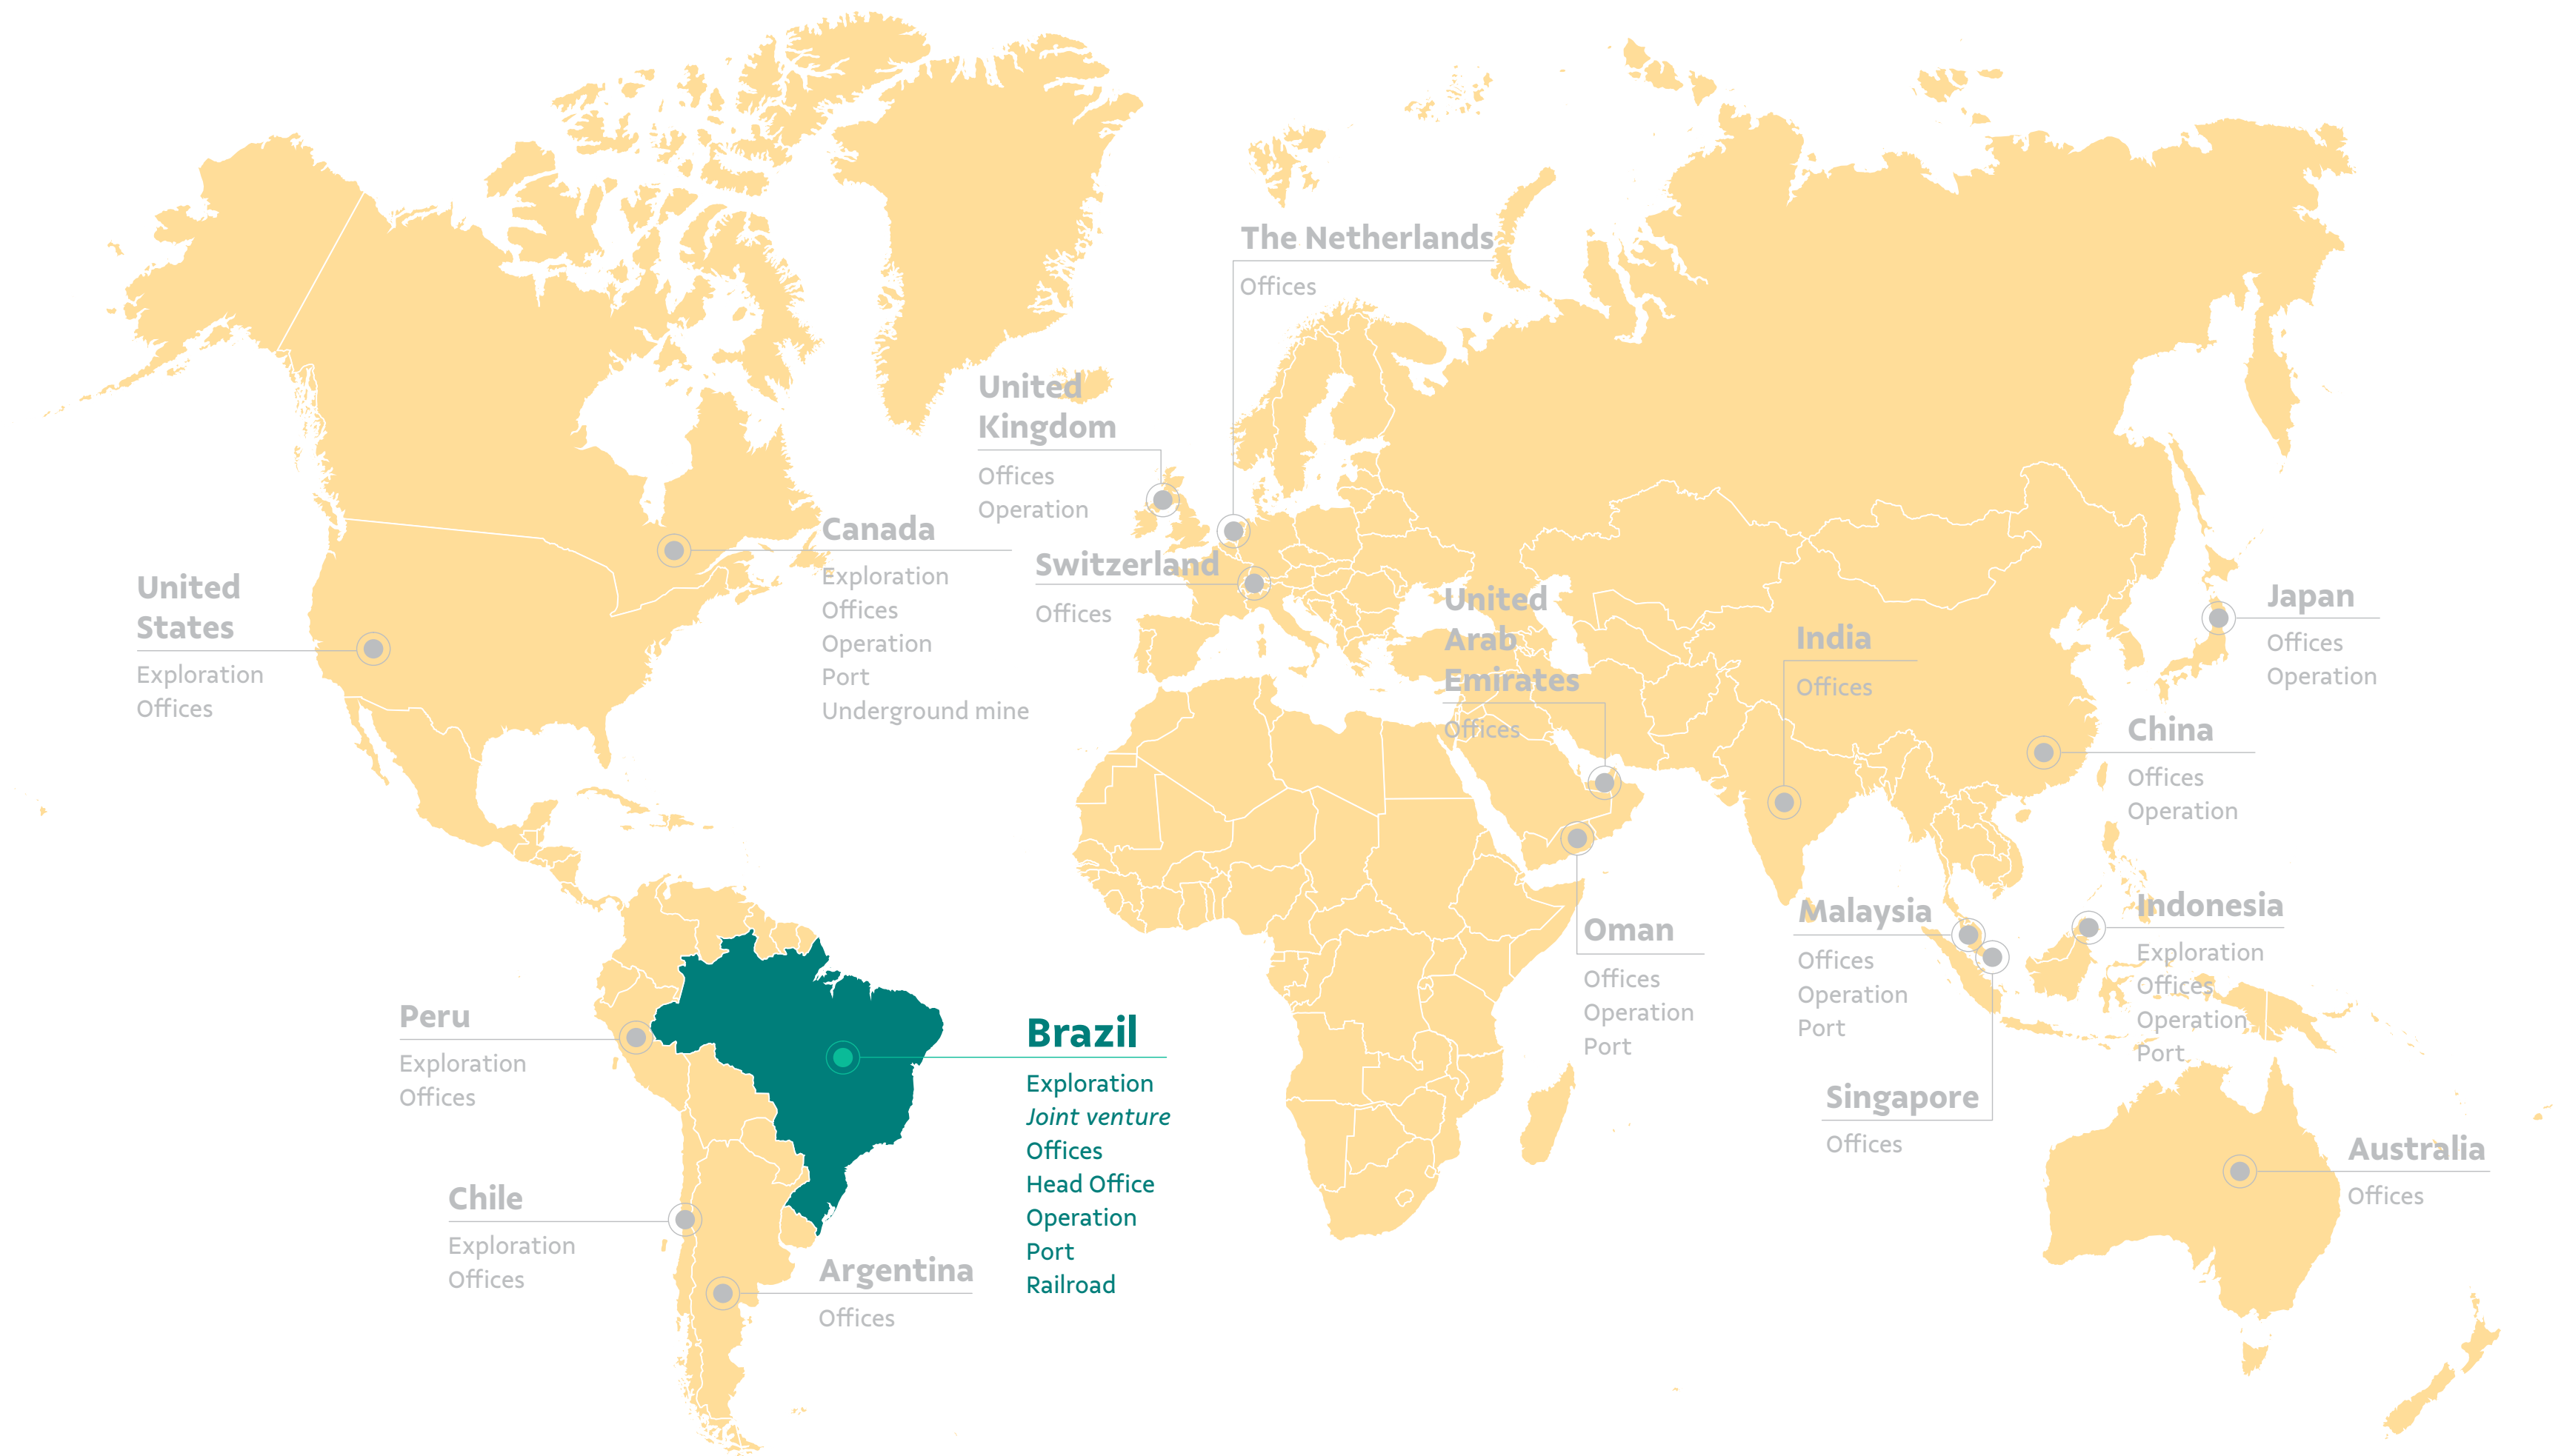 The Netherlands
Offices
United
Kingdom
Offices
Operation
Canada
Exploration
Offices
Operation
Port
Underground mine
Switzerland
Offices
United
States
Exploration
Offices
United
Arab
Emirates
Offices
India
Offices
Japan
Offices
Operation
China
Offices
Operation
Malaysia
Offices
Operation
Port
Indonesia
Exploration
Offices
Operation
Port
Oman
Offices
Operation
Port
Peru
Exploration
Offices
Brazil
Exploration
Joint venture
Offices
Head Office
Operation
Port
Railroad
Singapore
Offices
Australia
Offices
Chile
Exploration
Offices
Argentina
Offices